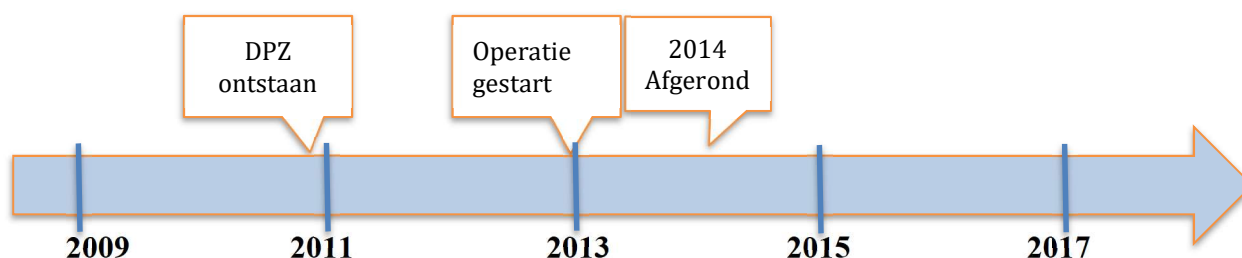 DPZ
ontstaan
Operatie
gestart
2014
Afgerond
2009
2011
2013
2015
2017